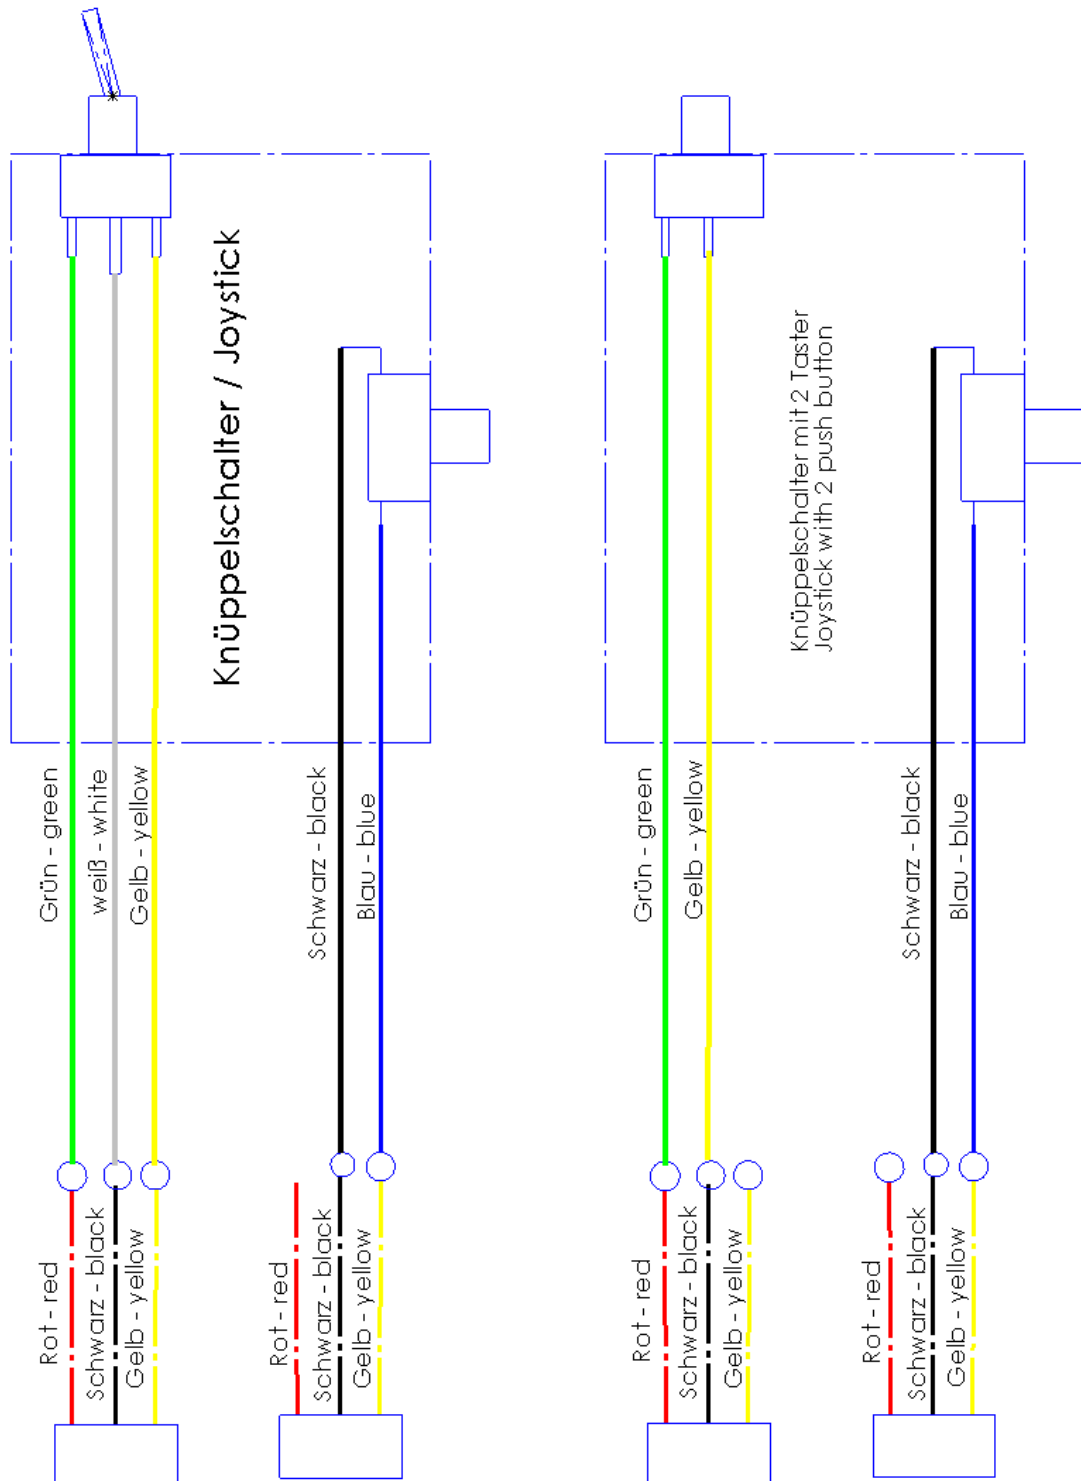 Knüppelschalter / Joystick
Grün - green
weiß - white
Gelb - yellow
Schwarz - black
Blau - blue
Rot - red
Schwarz - black
Gelb - yellow
Rot - red
Schwarz - black
Gelb - yellow
Knüppelschalter mit 2 Taster
Joystick with 2 push button
Grün - green
Gelb - yellow
Schwarz - black
Blau - blue
Rot - red
Schwarz - black
Gelb - yellow
Rot - red
Schwarz - black
Gelb - yellow